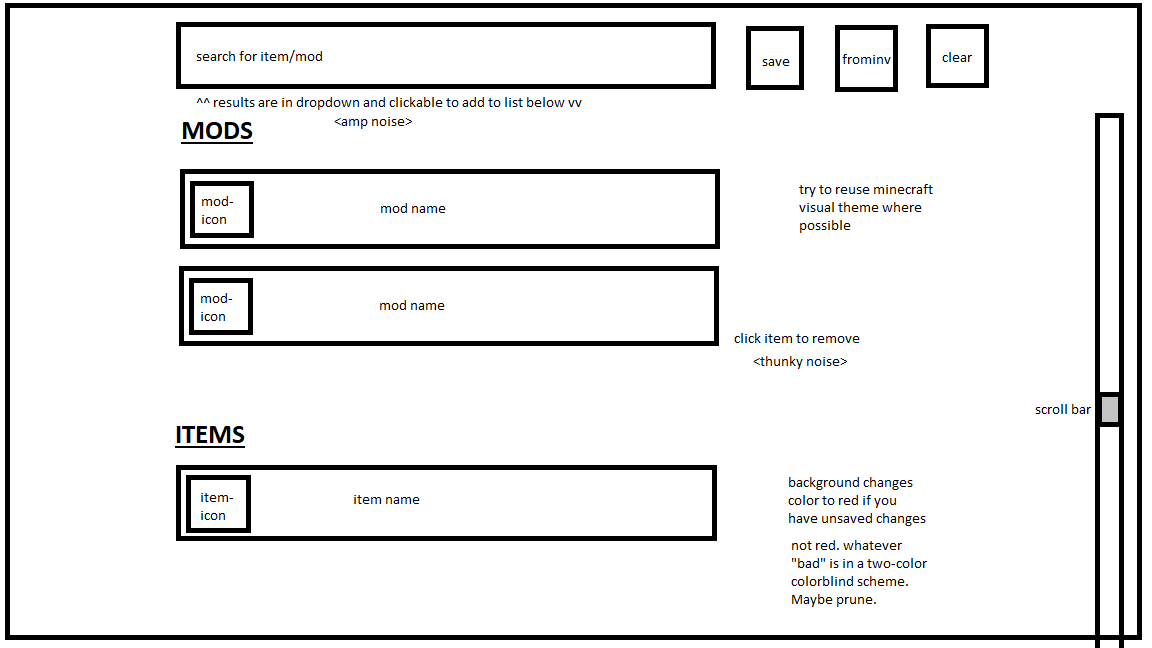 search for item/mod
save
frominv
clear
^^ results are in dropdown and clickable to add to list below vv
<amp noise>
MODS
mod-
icon
mod name
try to reuse minecraft
visual theme where
possible
mod-
icon
mod name
click item to remove
<thunky noise>
scroll bar
ITEMS
item-
icon
item name
background changes
color to red if you
have unsaved changes
not red. whatever
"bad" is in a two-color
colorblind scheme.
Maybe prune.